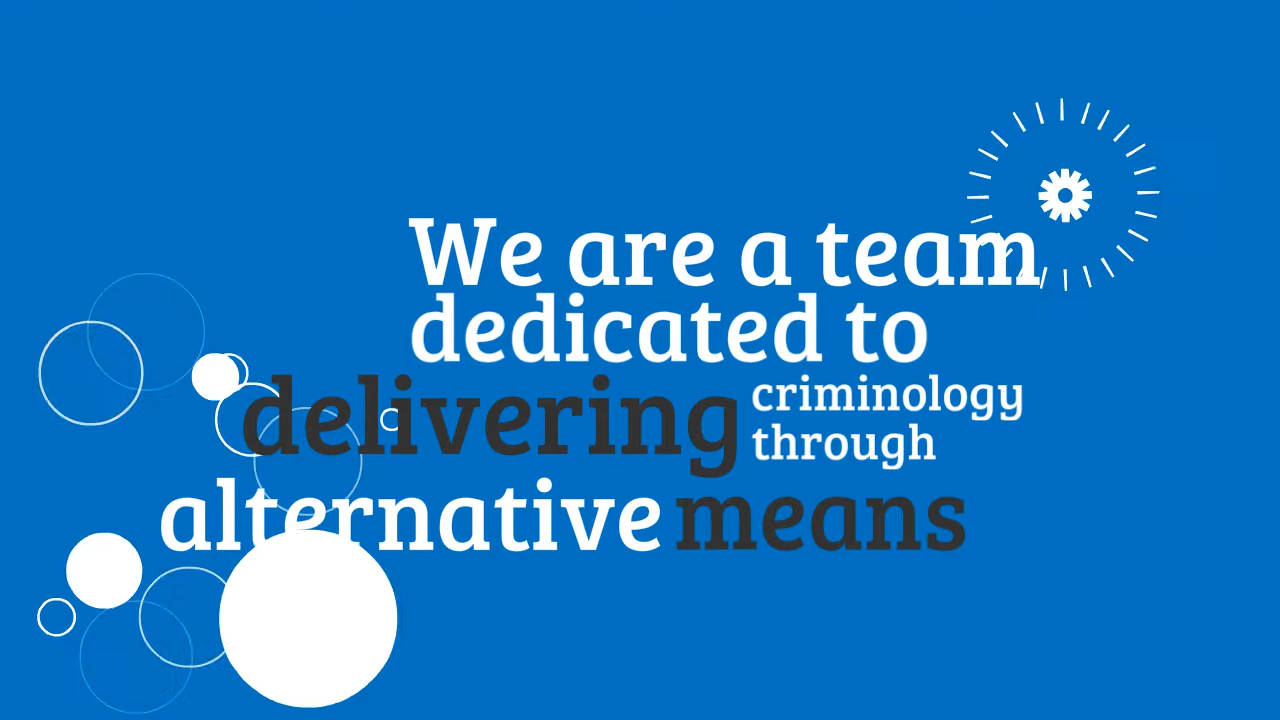 We are a team
dedicated to
delivering criminology
through
alternative means